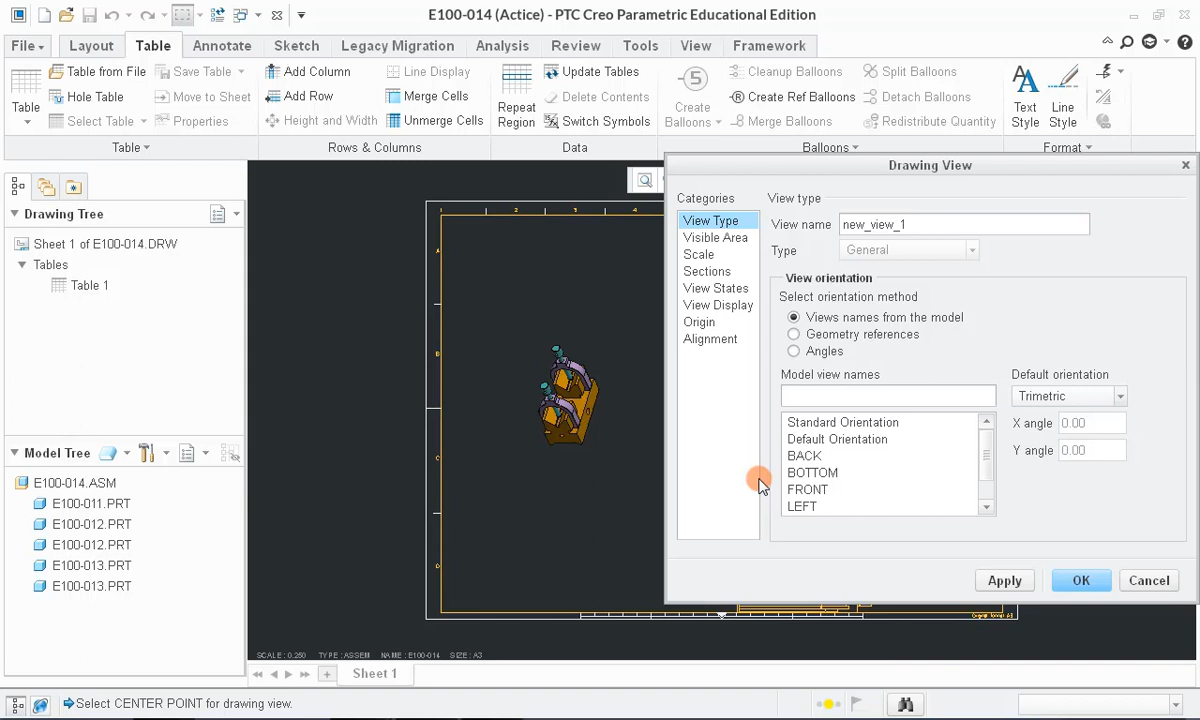 E100-014 (Actice) - PTC Creo Parametric Educational Edition
File Layout Table Annotate Sketch Legacy Migration Analysis Review Tools View Framework
Table from File Save Table Add Column Line Display Update Tables Cleanup Balloons Split Balloons
Hole Table Move to Sheet Add Row Merge Cells Delete Contents Create Ref Balloons Detach Balloons
Select Table Properties Height and Width Unmerge Cells Switch Symbols Merge Balloons Redistribute Quantity
Table
Repeat Region
-5
Create Balloons
Text Style
Line Style
Table Rows & Columns Data Balloons Format
Drawing Tree
Sheet 1 of E100-014.DRW
Tables
Table 1
Model Tree
E100-014.ASM
E100-011.PRT
E100-012.PRT
E100-012.PRT
E100-013.PRT
E100-013.PRT
1 2 3 4
A
B
C
D
SCALE : 0.250 TYPE : ASSEM NAME : E100-014 SIZE : A3
Sheet 1
Select CENTER POINT for drawing view.
Drawing View
Categories
View Type
Visible Area
Scale
Sections
View States
View Display
Origin
Alignment
View type
View name new_view_1
Type General
View orientation
Select orientation method
Views names from the model
Geometry references
Angles
Model view names
Standard Orientation
Default Orientation
BACK
BOTTOM
FRONT
LEFT
Default orientation
Trimetric
X angle 0.00
Y angle 0.00
Apply OK Cancel